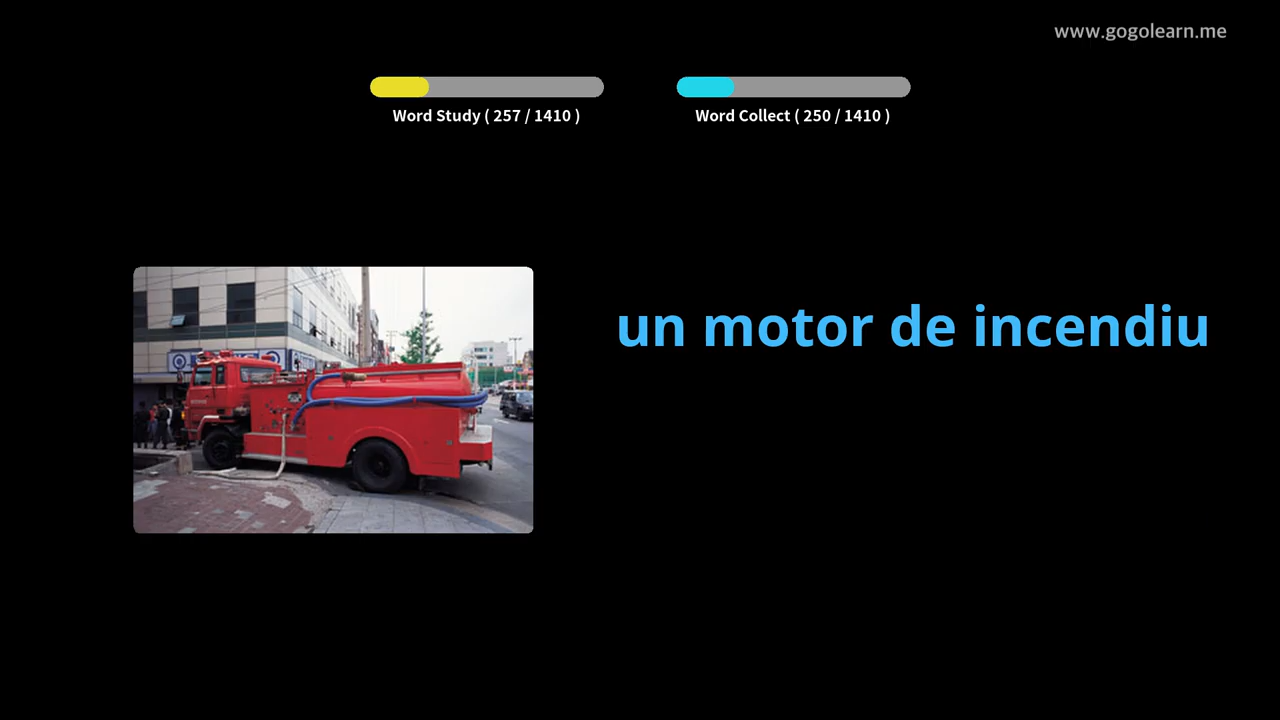 www.gogolearn.me
Word Study ( 257 / 1410 )
Word Collect ( 250 / 1410 )
un motor de incendiu